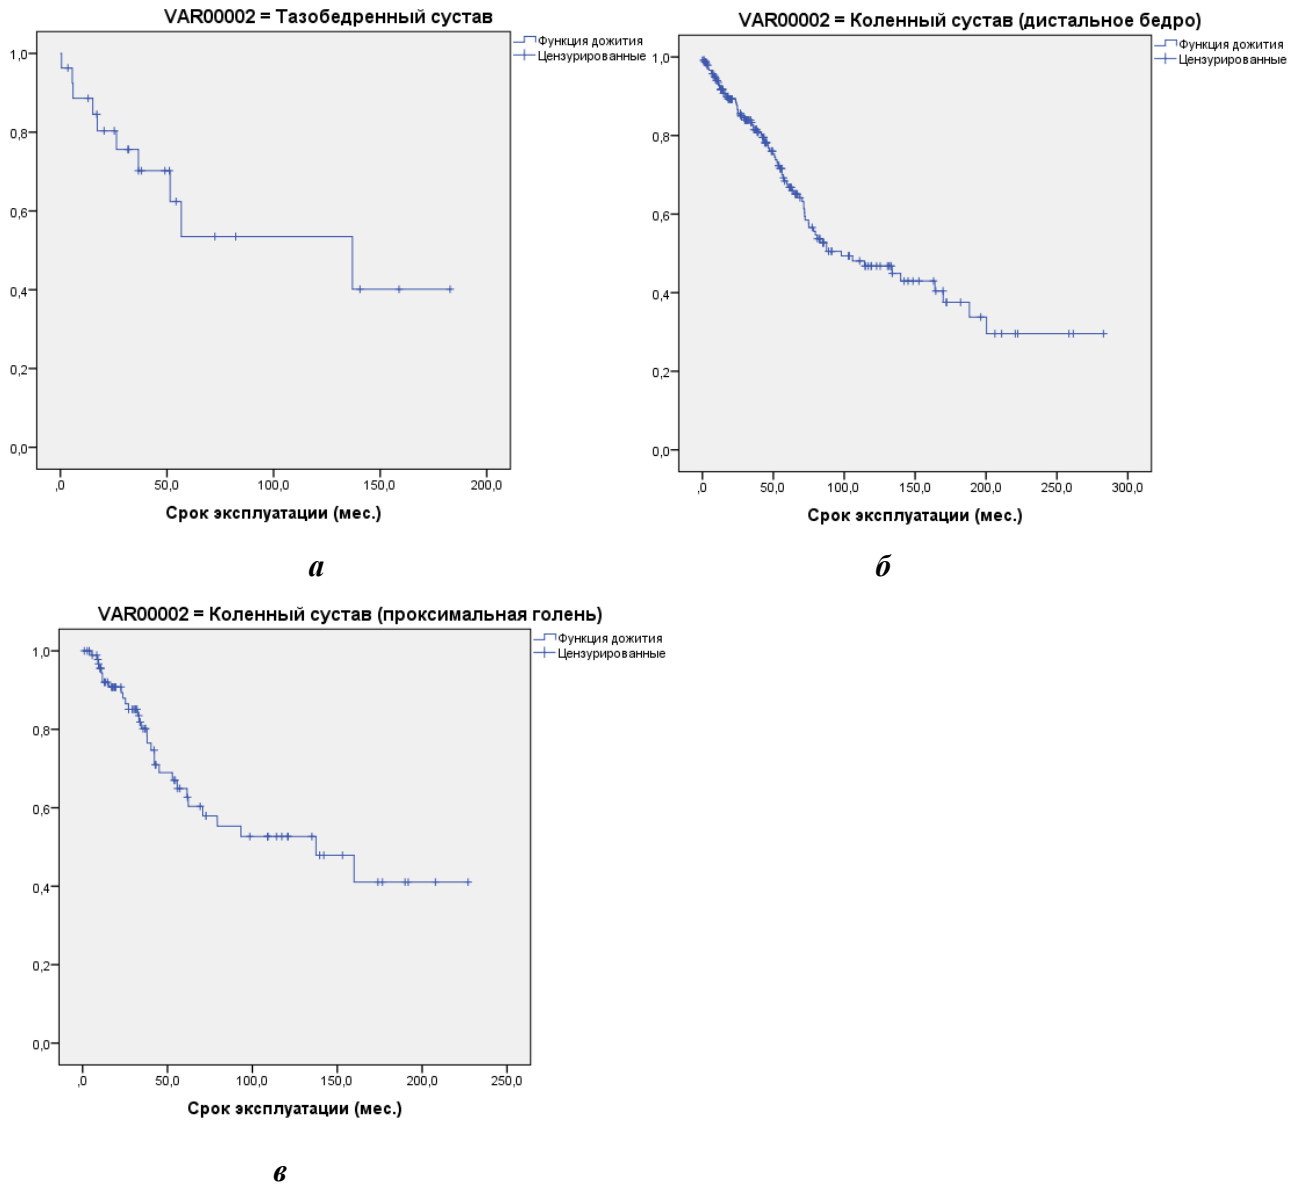 VAR00002 = Тазобедренный сустав
Функция дожития
Цензурированные
1,0
0,8
0,6
0,4
0,2
0,0
,0 50,0 100,0 150,0 200,0
Срок эксплуатации (мес.)
а
VAR00002 = Коленный сустав (дистальное бедро)
Функция дожития
Цензурированные
1,0
0,8
0,6
0,4
0,2
0,0
,0 50,0 100,0 150,0 200,0 250,0 300,0
Срок эксплуатации (мес.)
б
VAR00002 = Коленный сустав (проксимальная голень)
Функция дожития
Цензурированные
1,0
0,8
0,6
0,4
0,2
0,0
,0 50,0 100,0 150,0 200,0 250,0
Срок эксплуатации (мес.)
в